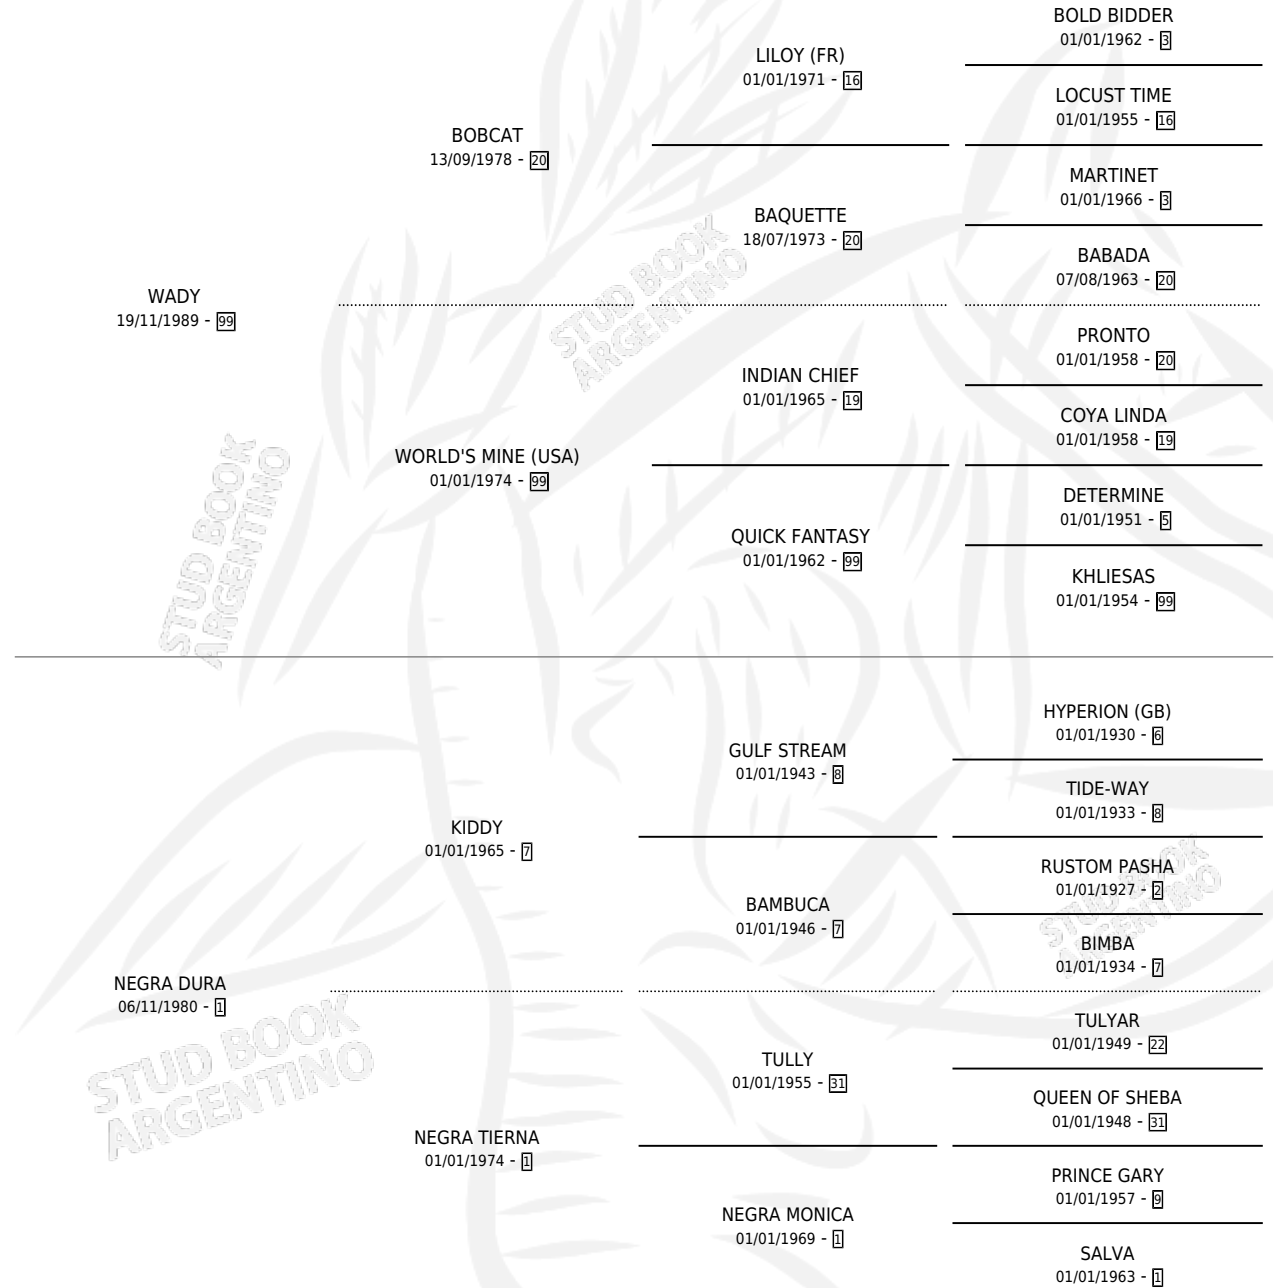 BOLD BIDDER
01/01/1962 - 3
LILOY (FR)
01/01/1971 - 16
LOCUST TIME
01/01/1955 - 16
BOBCAT
13/09/1978 - 20
MARTINET
01/01/1966 - 3
BAQUETTE
18/07/1973 - 20
BABADA
07/08/1963 - 20
WADY
19/11/1989 - 99
PRONTO
01/01/1958 - 20
INDIAN CHIEF
01/01/1965 - 19
COYA LINDA
01/01/1958 - 19
WORLD'S MINE (USA)
01/01/1974 - 99
DETERMINE
01/01/1951 - 5
QUICK FANTASY
01/01/1962 - 99
KHLIESAS
01/01/1954 - 99
HYPERION (GB)
01/01/1930 - 6
GULF STREAM
01/01/1943 - 8
TIDE-WAY
01/01/1933 - 8
KIDDY
01/01/1965 - 7
RUSTOM PASHA
01/01/1927 - 2
BAMBUCA
01/01/1946 - 7
BIMBA
01/01/1934 - 7
NEGRA DURA
06/11/1980 - 1
TULYAR
01/01/1949 - 22
TULLY
01/01/1955 - 31
QUEEN OF SHEBA
01/01/1948 - 31
NEGRA TIERNA
01/01/1974 - 1
PRINCE GARY
01/01/1957 - 9
NEGRA MONICA
01/01/1969 - 1
SALVA
01/01/1963 - 1
STUD BOOK
ARGENTINO
STUD BOOK
ARGENTINO
STUD BOOK
ARGENTINO
STUD BOOK
ARGENTINO